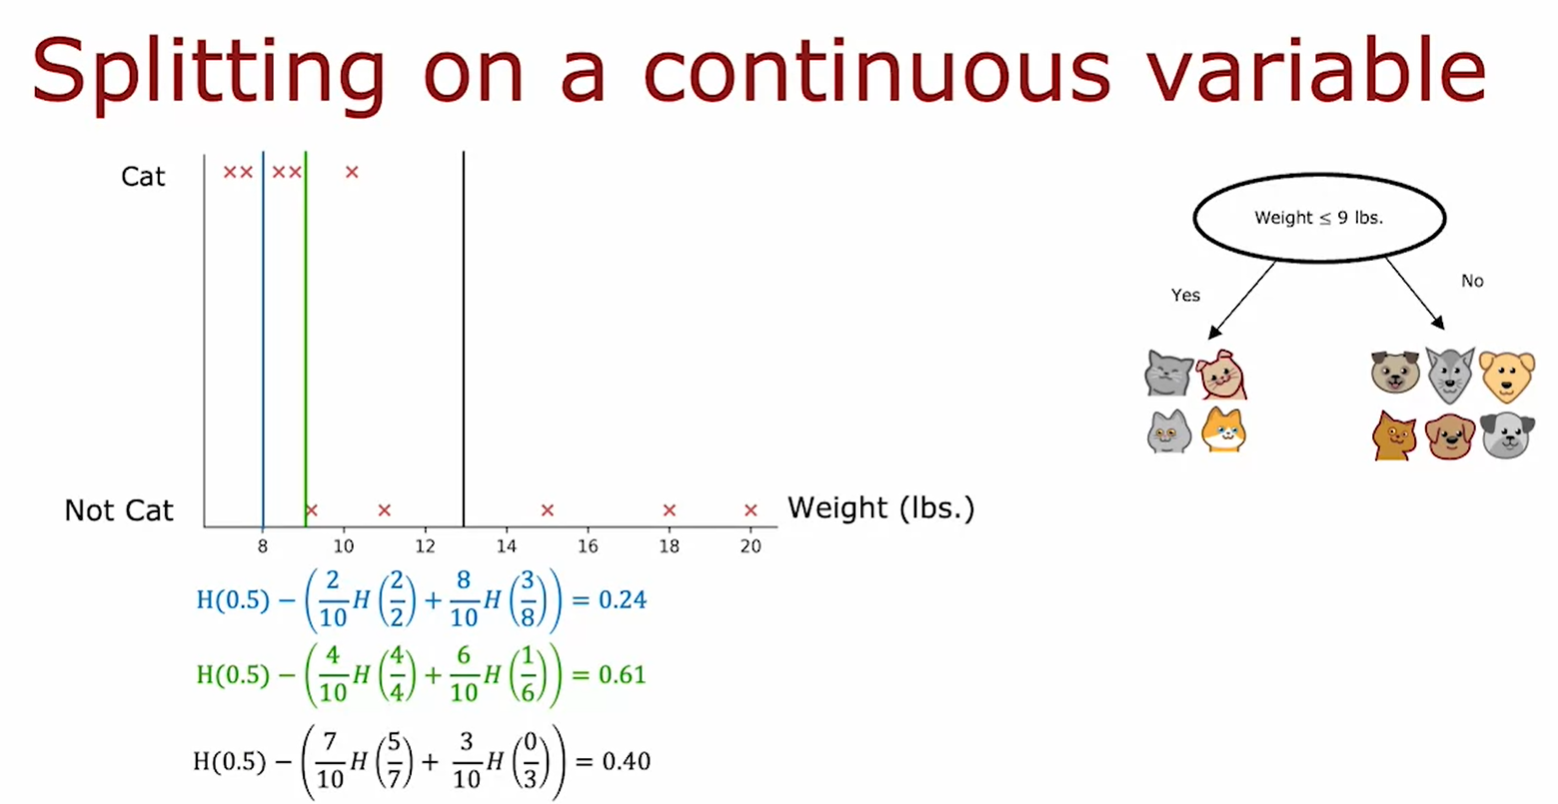 Splitting on a continuous variable
Cat
Weight ≤ 9 lbs.
Yes
No
Not Cat
Weight (lbs.)
8 10 12 14 16 18 20
H(0.5) − (2/10 H (2/2) + 8/10 H (3/8)) = 0.24
H(0.5) − (4/10 H (4/4) + 6/10 H (1/6)) = 0.61
H(0.5) − (7/10 H (5/7) + 3/10 H (0/3)) = 0.40